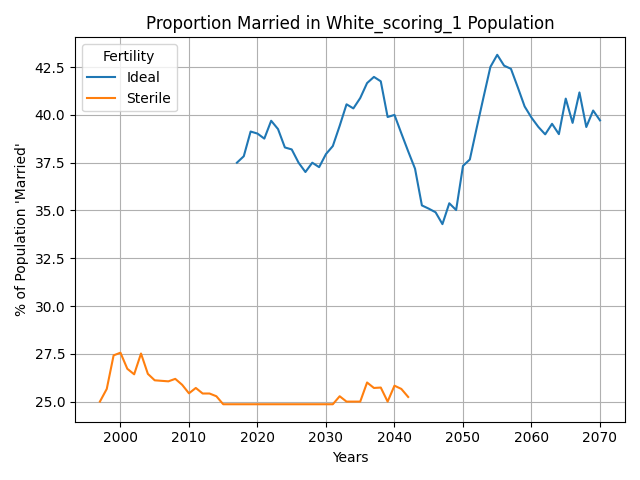 Proportion Married in White_scoring_1 Population
Fertility
Ideal
Sterile
% of Population 'Married'
42.5
40.0
37.5
35.0
32.5
30.0
27.5
25.0
2000 2010 2020 2030 2040 2050 2060 2070
Years